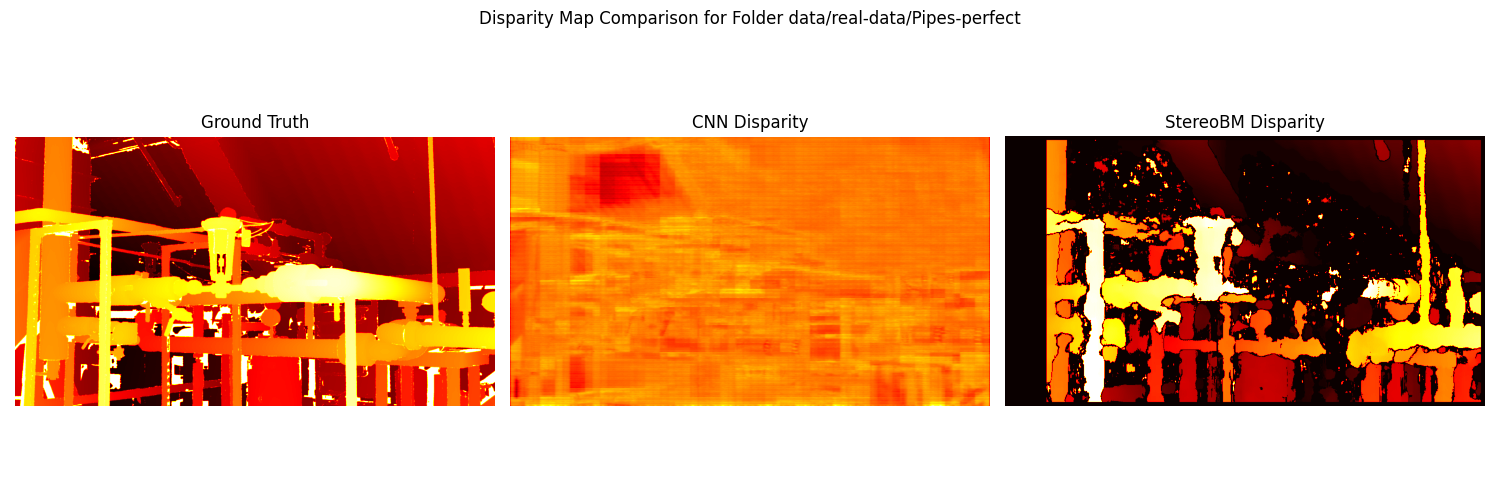 Disparity Map Comparison for Folder data/real-data/Pipes-perfect
Ground Truth
CNN Disparity
StereoBM Disparity